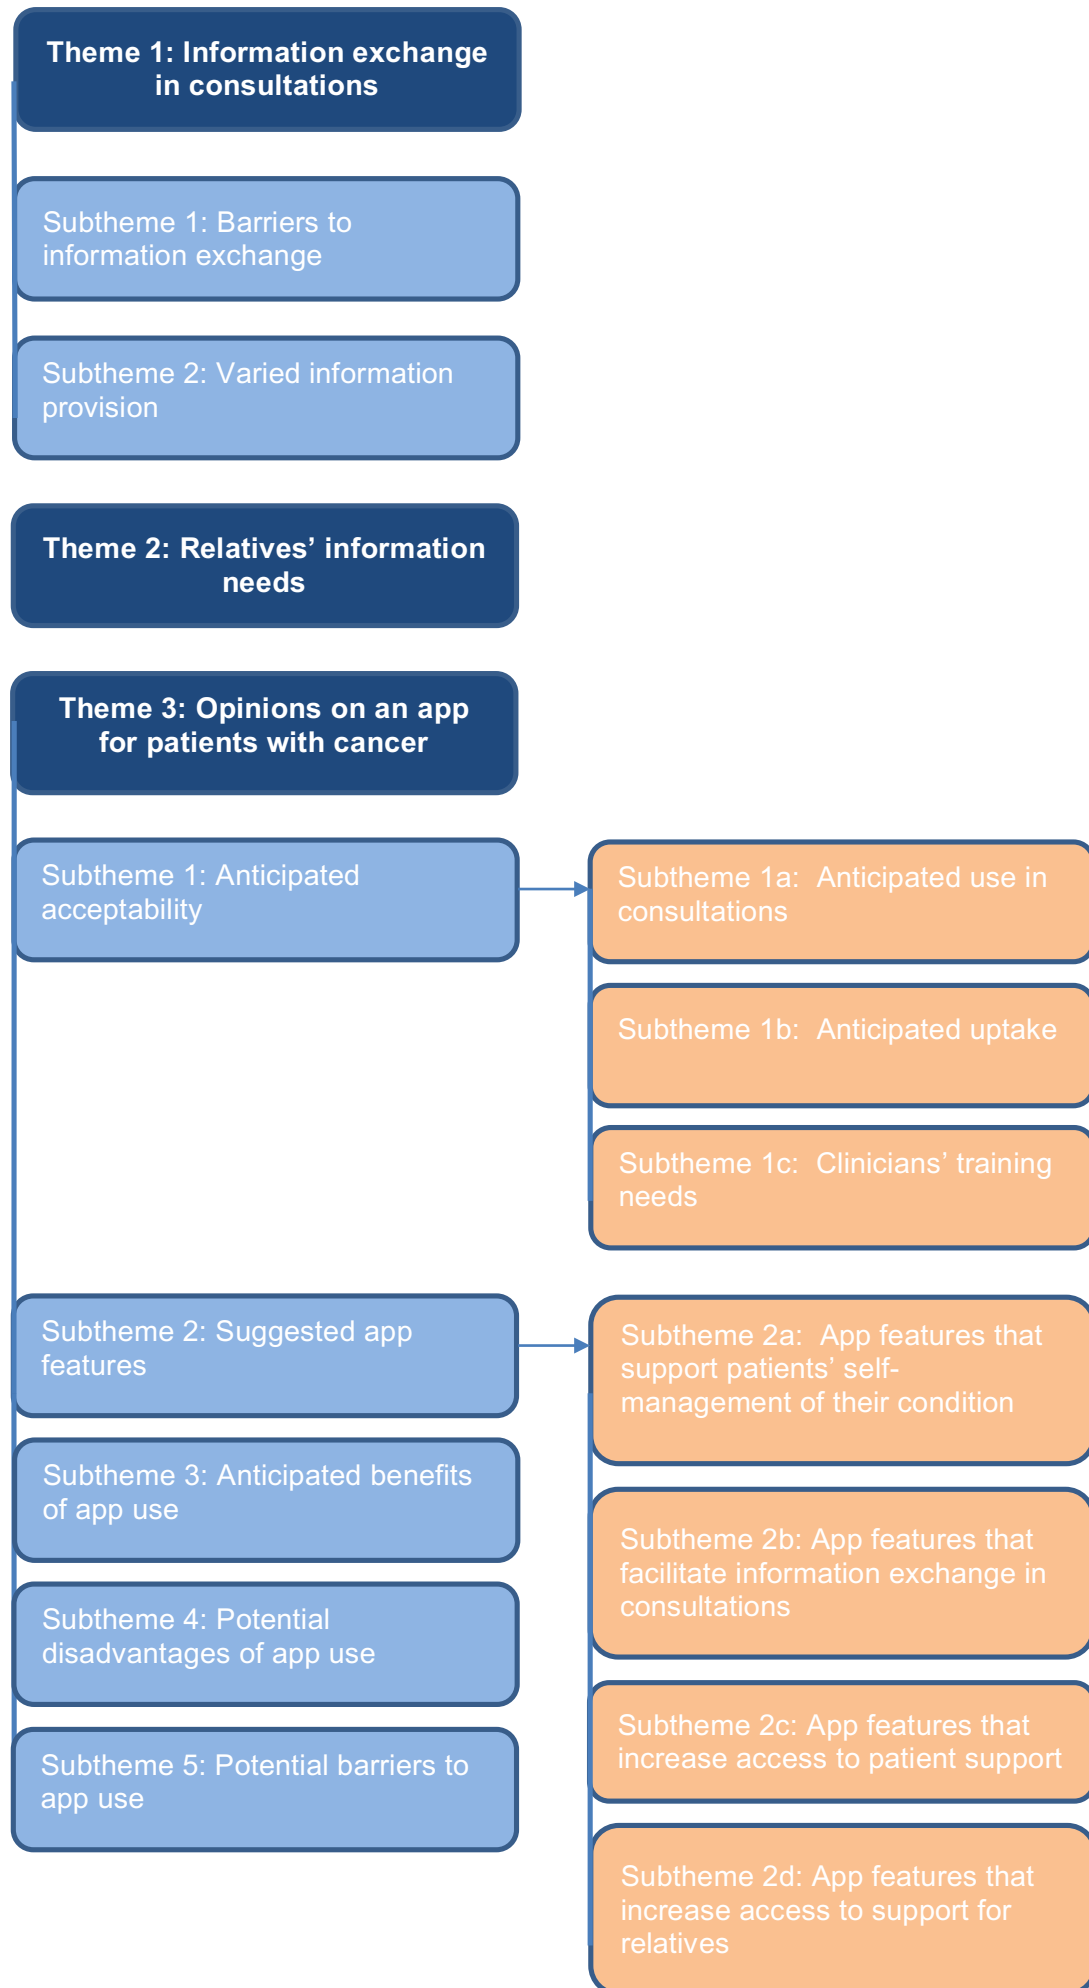 Theme 1: Information exchange
in consultations
Subtheme 1: Barriers to
information exchange
Subtheme 2: Varied information
provision
Theme 2: Relatives’ information
needs
Theme 3: Opinions on an app
for patients with cancer
Subtheme 1: Anticipated
acceptability
Subtheme 1a:  Anticipated use in
consultations
Subtheme 1b:  Anticipated uptake
Subtheme 1c:  Clinicians’ training
needs
Subtheme 2: Suggested app
features
Subtheme 2a:  App features that
support patients’ self-
management of their condition
Subtheme 2b: App features that
facilitate information exchange in
consultations
Subtheme 2c: App features that
increase access to patient support
Subtheme 2d: App features that
increase access to support for
relatives
Subtheme 3: Anticipated benefits
of app use
Subtheme 4: Potential
disadvantages of app use
Subtheme 5: Potential barriers to
app use